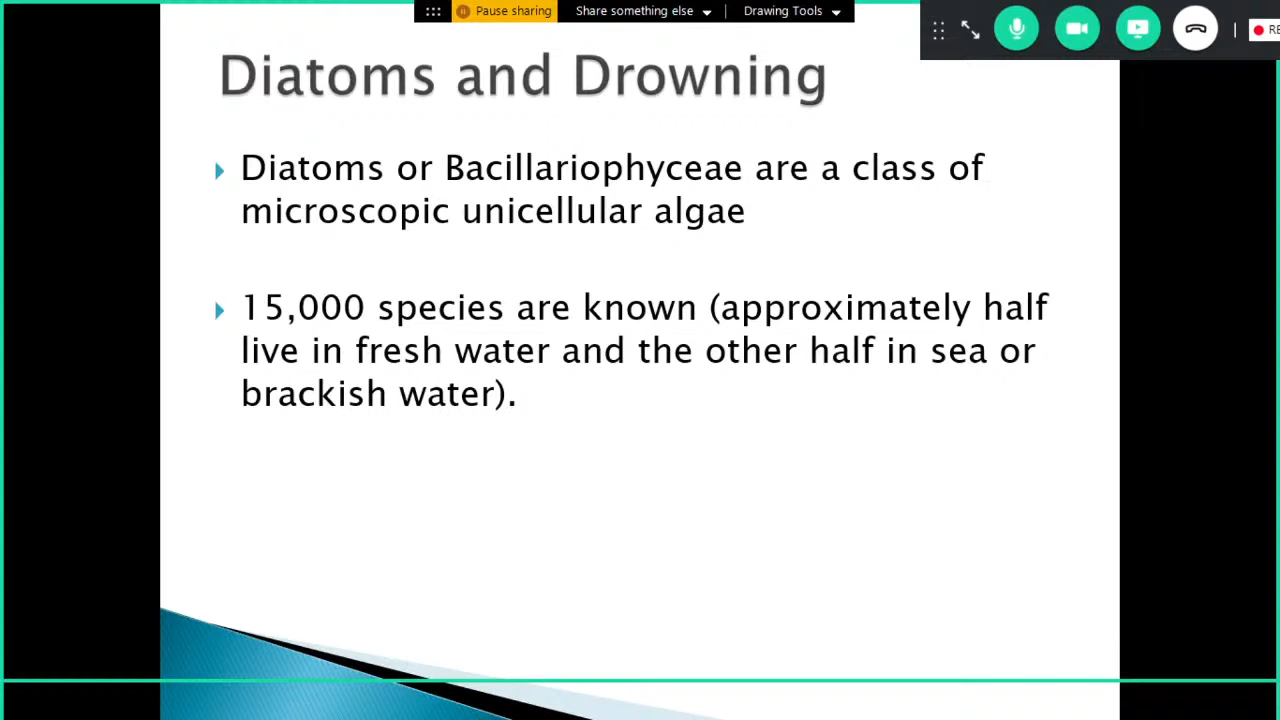 Pause sharing Share something else Drawing Tools
Diatoms and Drowning
Diatoms or Bacillariophyceae are a class of
microscopic unicellular algae
15,000 species are known (approximately half
live in fresh water and the other half in sea or
brackish water).